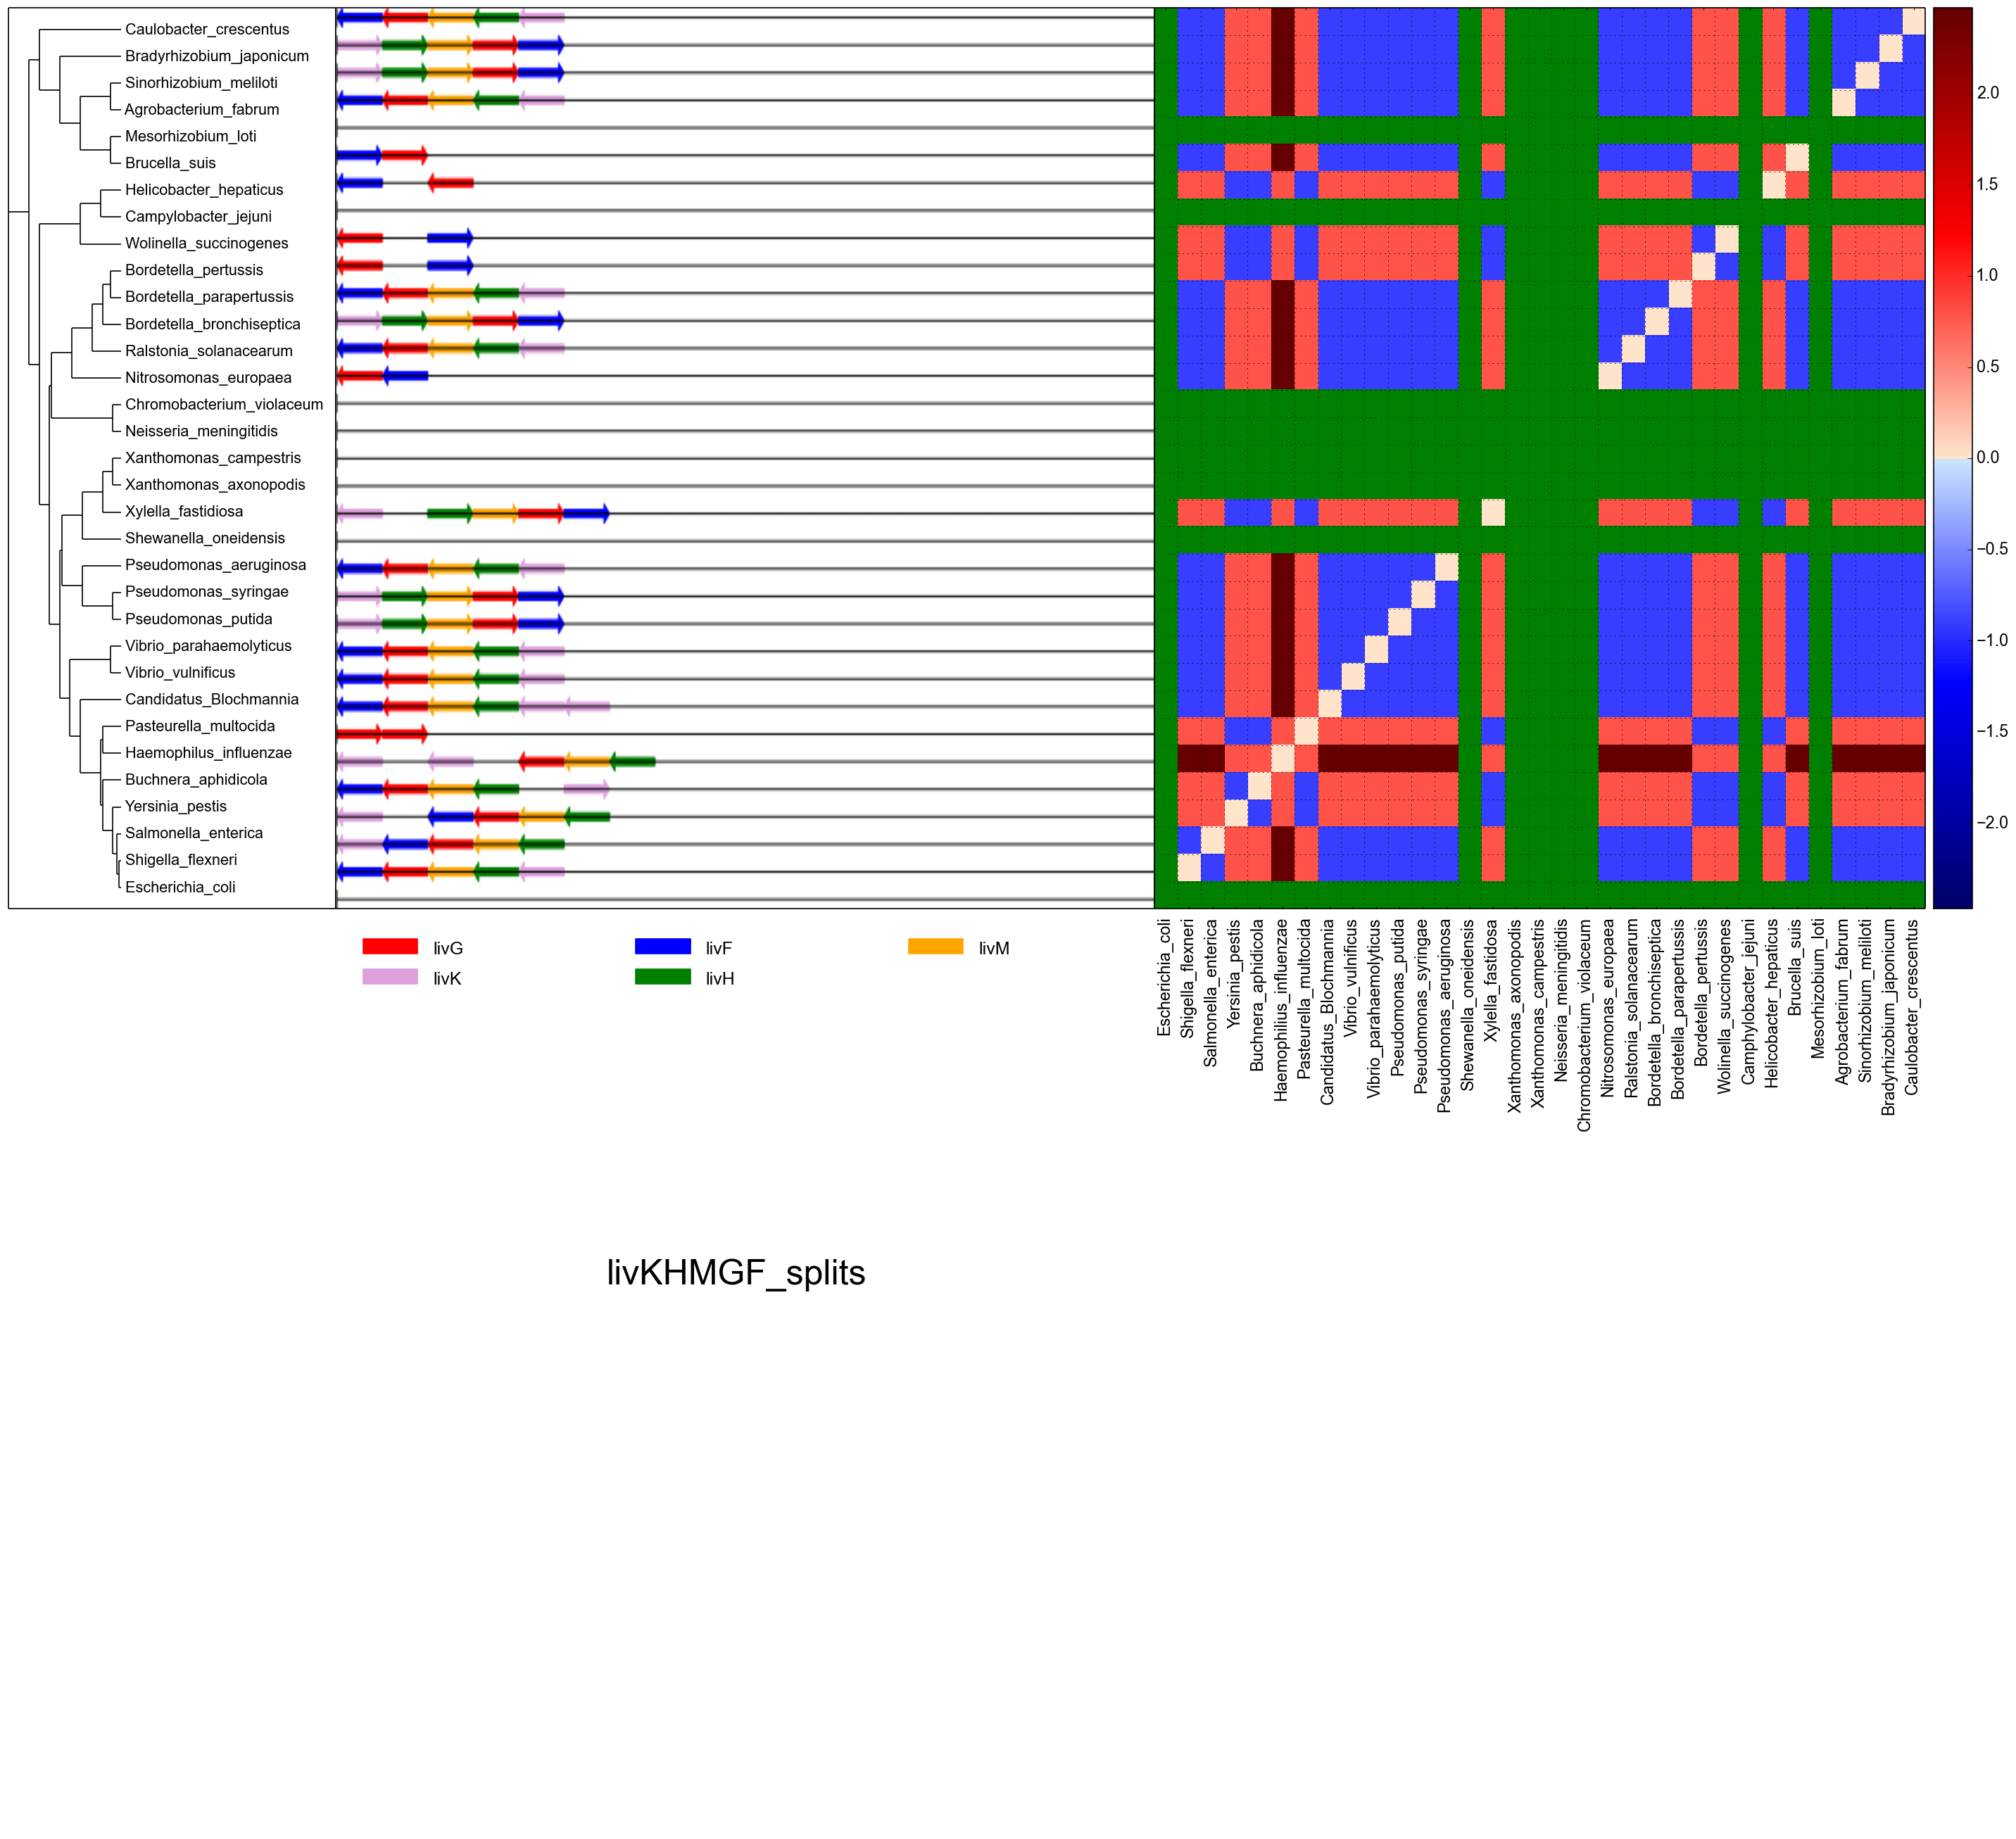 Caulobacter_crescentus
Bradyrhizobium_japonicum
Sinorhizobium_meliloti
Agrobacterium_fabrum
Mesorhizobium_loti
Brucella_suis
Helicobacter_hepaticus
Campylobacter_jejuni
Wolinella_succinogenes
Bordetella_pertussis
Bordetella_parapertussis
Bordetella_bronchiseptica
Ralstonia_solanacearum
Nitrosomonas_europaea
Chromobacterium_violaceum
Neisseria_meningitidis
Xanthomonas_campestris
Xanthomonas_axonopodis
Xylella_fastidiosa
Shewanella_oneidensis
Pseudomonas_aeruginosa
Pseudomonas_syringae
Pseudomonas_putida
Vibrio_parahaemolyticus
Vibrio_vulnificus
Candidatus_Blochmannia
Pasteurella_multocida
Haemophilus_influenzae
Buchnera_aphidicola
Yersinia_pestis
Salmonella_enterica
Shigella_flexneri
Escherichia_coli
2.0
1.5
1.0
0.5
0.0
−0.5
−1.0
−1.5
−2.0
livG livF livM
livK livH
Escherichia_coli
Shigella_flexneri
Salmonella_enterica
Yersinia_pestis
Buchnera_aphidicola
Haemophilus_influenzae
Pasteurella_multocida
Candidatus_Blochmannia
Vibrio_vulnificus
Vibrio_parahaemolyticus
Pseudomonas_putida
Pseudomonas_syringae
Pseudomonas_aeruginosa
Shewanella_oneidensis
Xylella_fastidiosa
Xanthomonas_axonopodis
Xanthomonas_campestris
Neisseria_meningitidis
Chromobacterium_violaceum
Nitrosomonas_europaea
Ralstonia_solanacearum
Bordetella_bronchiseptica
Bordetella_parapertussis
Bordetella_pertussis
Wolinella_succinogenes
Camphylobacter_jejuni
Helicobacter_hepaticus
Brucella_suis
Mesorhizobium_loti
Agrobacterium_fabrum
Sinorhizobium_meliloti
Bradyrhizobium_japonicum
Caulobacter_crescentus
livKHMGF_splits